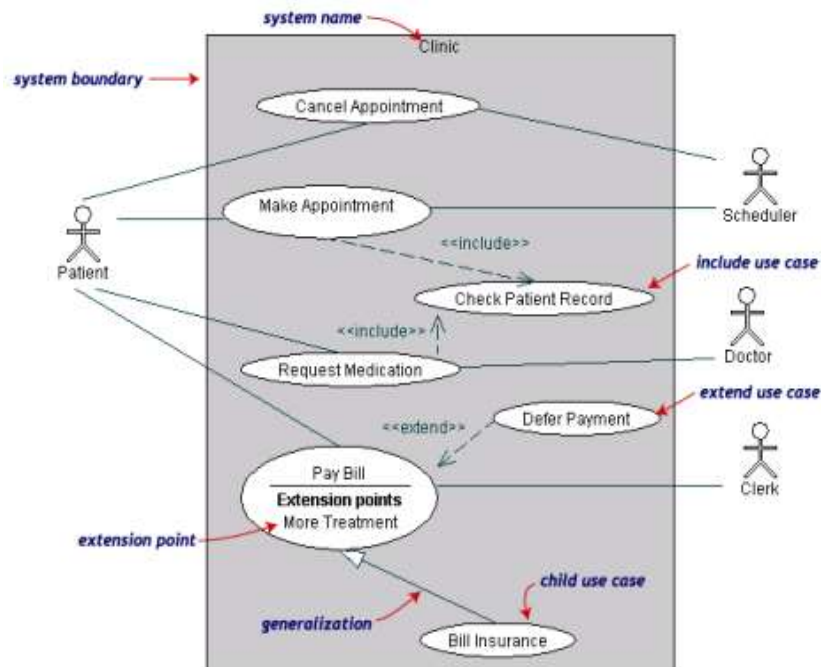 system name
Clinic
system boundary
Cancel Appointment
Scheduler
Make Appointment
<<include>>
Patient
include use case
Check Patient Record
<<include>>
Doctor
Request Medication
extend use case
Defer Payment
<<extend>>
Pay Bill
Clerk
Extension points
More Treatment
extension point
child use case
generalization
Bill Insurance